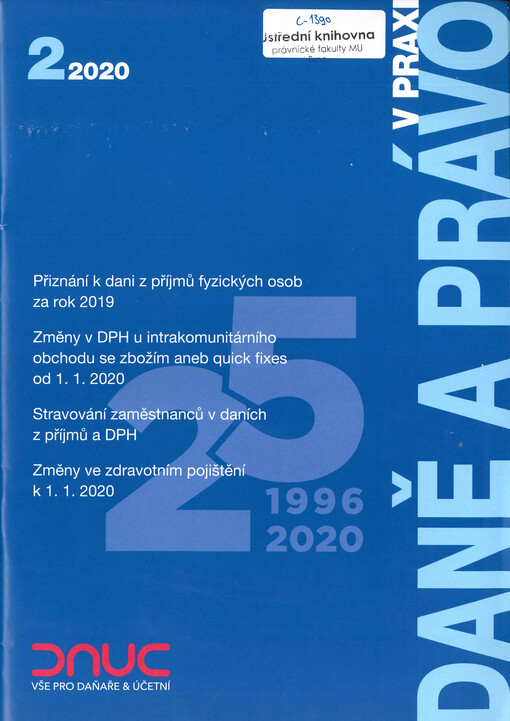 2 2020
C-1390
Ústřední knihovna
právnické fakulty MU
Brno
DANĚ A PRÁVO
V PRAXI
Přiznání k dani z příjmů fyzických osob
za rok 2019
Změny v DPH u intrakomunitárního
obchodu se zbožím aneb quick fixes
od 1. 1. 2020
Stravování zaměstnanců v daních
z příjmů a DPH
Změny ve zdravotním pojištění
k 1. 1. 2020
25
1996
2020
DAUC
VŠE PRO DAŇAŘE & ÚČETNÍ